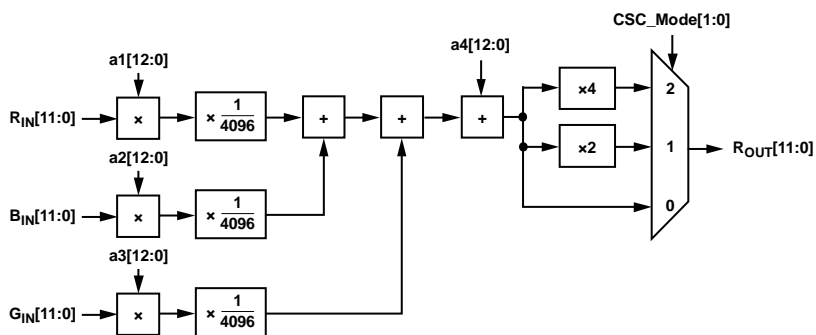 CSC_Mode[1:0]
a1[12:0]
a4[12:0]
R_IN[11:0]
×
× 1/4096
+
+
+
×4
2
×2
1
R_OUT[11:0]
0
a2[12:0]
B_IN[11:0]
×
× 1/4096
a3[12:0]
G_IN[11:0]
×
× 1/4096